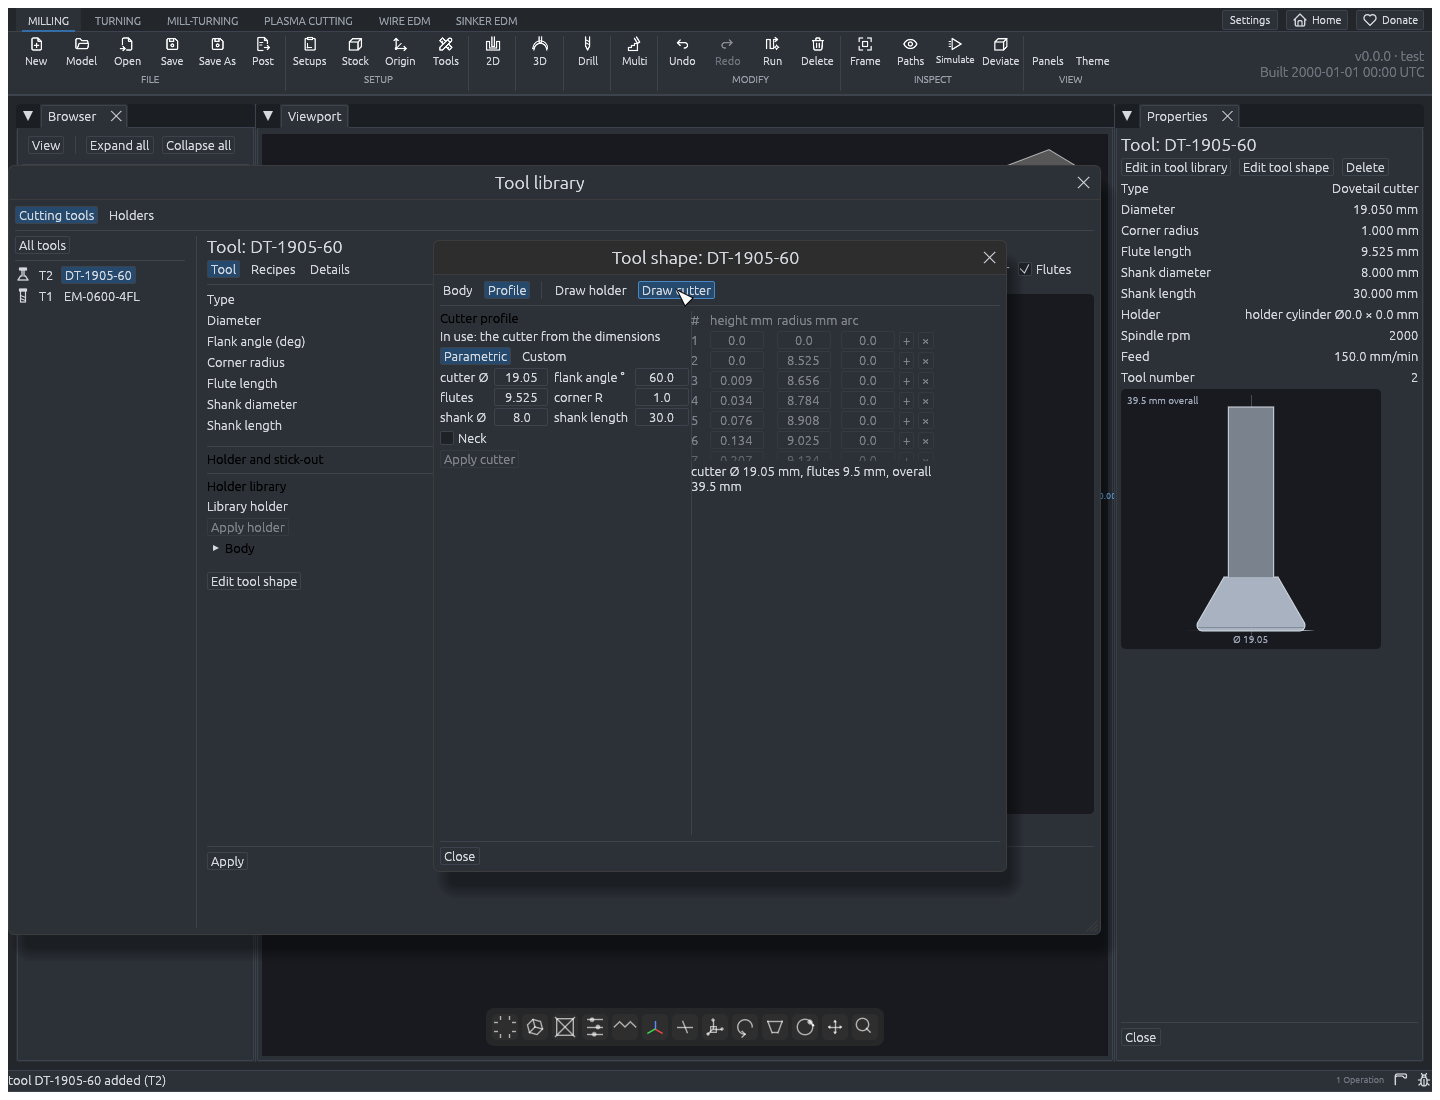 MILLING TURNING MILL-TURNING PLASMA CUTTING WIRE EDM SINKER EDM Settings Home Donate
New Model Open Save Save As Post Setups Stock Origin Tools 2D 3D Drill Multi Undo Redo Run Delete Frame Paths Simulate Deviate Panels Theme
FILE SETUP MODIFY INSPECT VIEW
v0.0.0 · test
Built 2000-01-01 00:00 UTC
Browser
View Expand all Collapse all
Viewport
Tool library
Cutting tools Holders
All tools
T2 DT-1905-60
T1 EM-0600-4FL
Tool: DT-1905-60
Tool Recipes Details
Flutes
Type
Diameter
Flank angle (deg)
Corner radius
Flute length
Shank diameter
Shank length
Holder and stick-out
Holder library
Library holder
Apply holder
Body
Edit tool shape
Apply
Tool shape: DT-1905-60
Body Profile Draw holder Draw cutter
Cutter profile
In use: the cutter from the dimensions
Parametric Custom
cutter Ø 19.05 flank angle ° 60.0
flutes 9.525 corner R 1.0
shank Ø 8.0 shank length 30.0
Neck
Apply cutter
# height mm radius mm arc
1 0.0 0.0 0.0 + ×
2 0.0 8.525 0.0 + ×
3 0.009 8.656 0.0 + ×
4 0.034 8.784 0.0 + ×
5 0.076 8.908 0.0 + ×
6 0.134 9.025 0.0 + ×
7 0.207 9.134 0.0 + ×
cutter Ø 19.05 mm, flutes 9.5 mm, overall
39.5 mm
Close
Properties
Tool: DT-1905-60
Edit in tool library Edit tool shape Delete
Type Dovetail cutter
Diameter 19.050 mm
Corner radius 1.000 mm
Flute length 9.525 mm
Shank diameter 8.000 mm
Shank length 30.000 mm
Holder holder cylinder Ø0.0 × 0.0 mm
Spindle rpm 2000
Feed 150.0 mm/min
Tool number 2
39.5 mm overall
Ø 19.05
Close
tool DT-1905-60 added (T2)
1 Operation